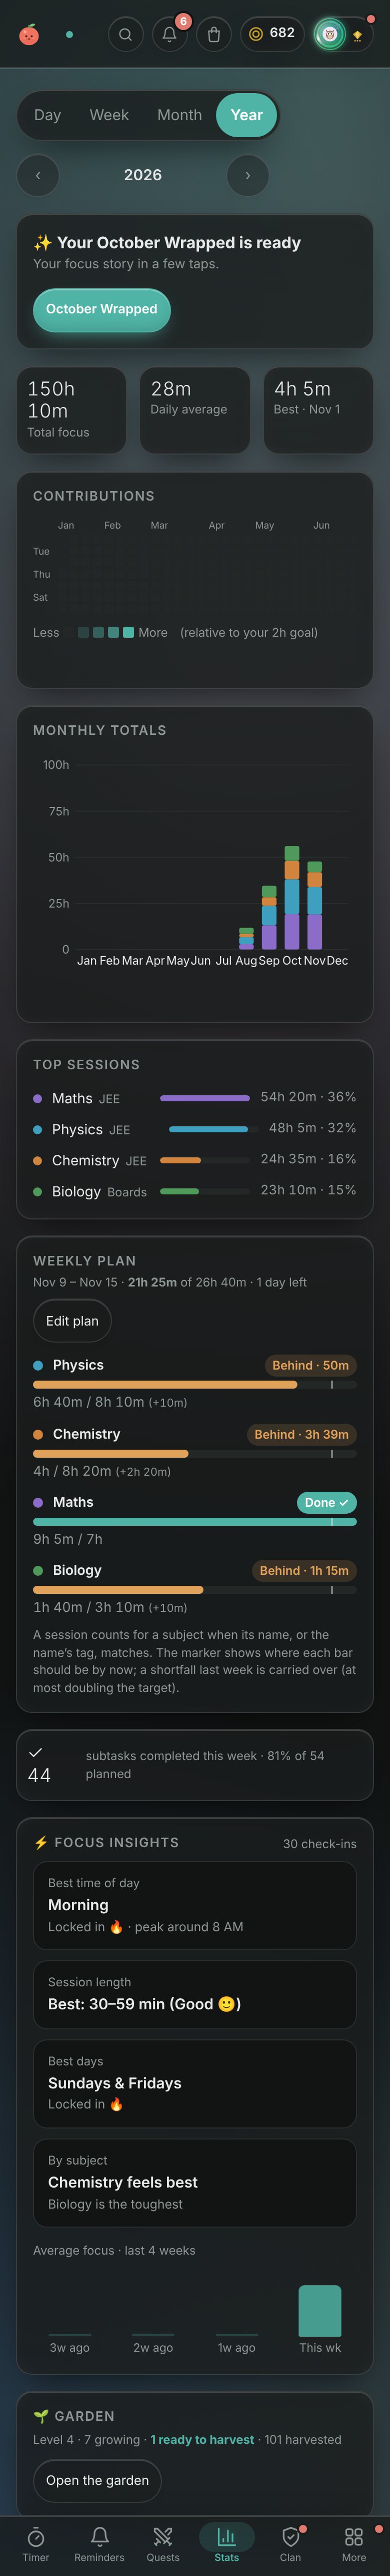 6
682
Day Week Month Year
‹ 2026 ›
✨ Your October Wrapped is ready
Your focus story in a few taps.
October Wrapped
150h 10m
Total focus
28m
Daily average
4h 5m
Best · Nov 1
CONTRIBUTIONS
Jan Feb Mar Apr May Jun
Tue
Thu
Sat
Less More (relative to your 2h goal)
MONTHLY TOTALS
100h
75h
50h
25h
0
Jan Feb Mar Apr May Jun Jul Aug Sep Oct Nov Dec
TOP SESSIONS
Maths JEE 54h 20m · 36%
Physics JEE 48h 5m · 32%
Chemistry JEE 24h 35m · 16%
Biology Boards 23h 10m · 15%
WEEKLY PLAN
Nov 9 – Nov 15 · 21h 25m of 26h 40m · 1 day left
Edit plan
Physics Behind · 50m
6h 40m / 8h 10m (+10m)
Chemistry Behind · 3h 39m
4h / 8h 20m (+2h 20m)
Maths Done ✓
9h 5m / 7h
Biology Behind · 1h 15m
1h 40m / 3h 10m (+10m)
A session counts for a subject when its name, or the
name's tag, matches. The marker shows where each bar
should be by now; a shortfall last week is carried over (at
most doubling the target).
✓ 44
subtasks completed this week · 81% of 54
planned
⚡ FOCUS INSIGHTS 30 check-ins
Best time of day
Morning
Locked in 🔥 · peak around 8 AM
Session length
Best: 30–59 min (Good 🙂)
Best days
Sundays & Fridays
Locked in 🔥
By subject
Chemistry feels best
Biology is the toughest
Average focus · last 4 weeks
3w ago 2w ago 1w ago This wk
🌱 GARDEN
Level 4 · 7 growing · 1 ready to harvest · 101 harvested
Open the garden
Timer Reminders Quests Stats Clan More